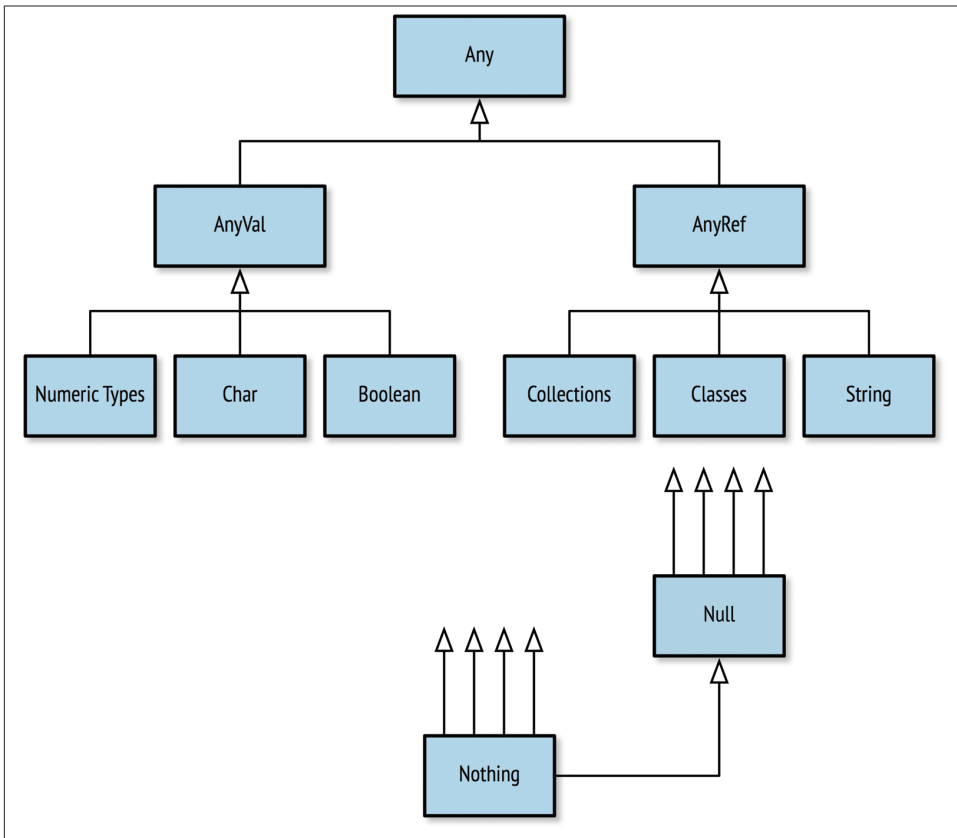 Any
AnyVal
AnyRef
Numeric Types
Char
Boolean
Collections
Classes
String
Null
Nothing